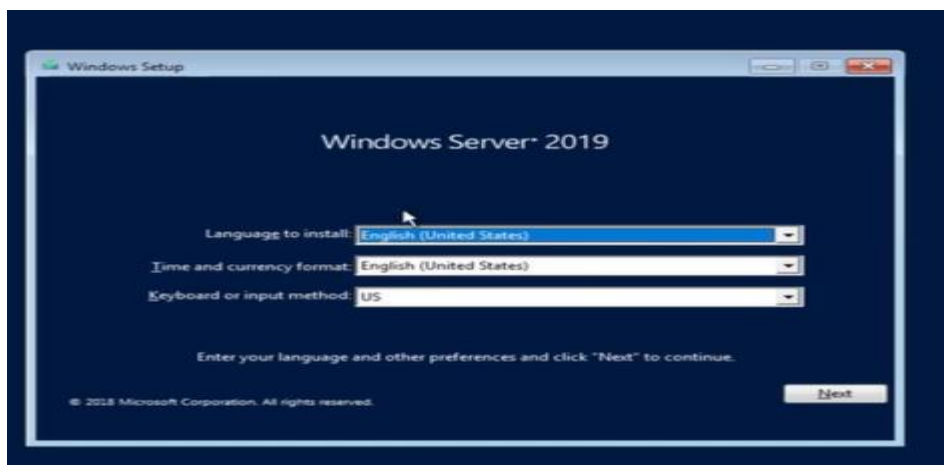 Windows Setup
Windows Server® 2019
Language to install: English (United States)
Time and currency format: English (United States)
Keyboard or input method: US
Enter your language and other preferences and click "Next" to continue.
© 2018 Microsoft Corporation. All rights reserved.
Next